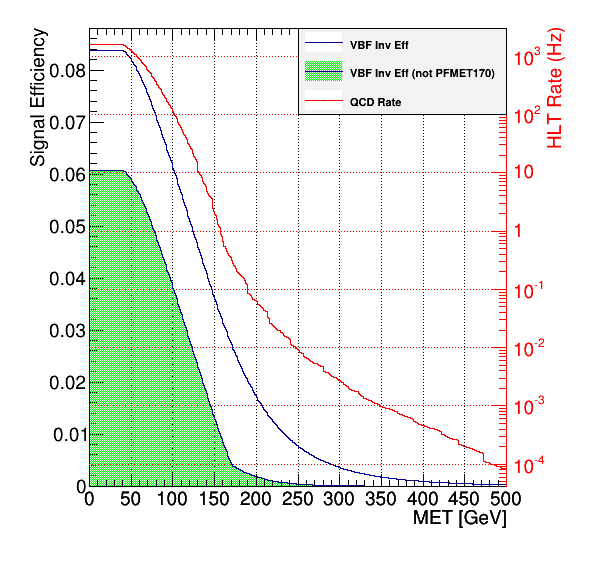 Signal Efficiency
HLT Rate (Hz)
VBF Inv Eff
VBF Inv Eff (not PFMET170)
QCD Rate
0.08
0.07
0.06
0.05
0.04
0.03
0.02
0.01
0
10³
10²
10
1
10⁻¹
10⁻²
10⁻³
10⁻⁴
0 50 100 150 200 250 300 350 400 450 500
MET [GeV]